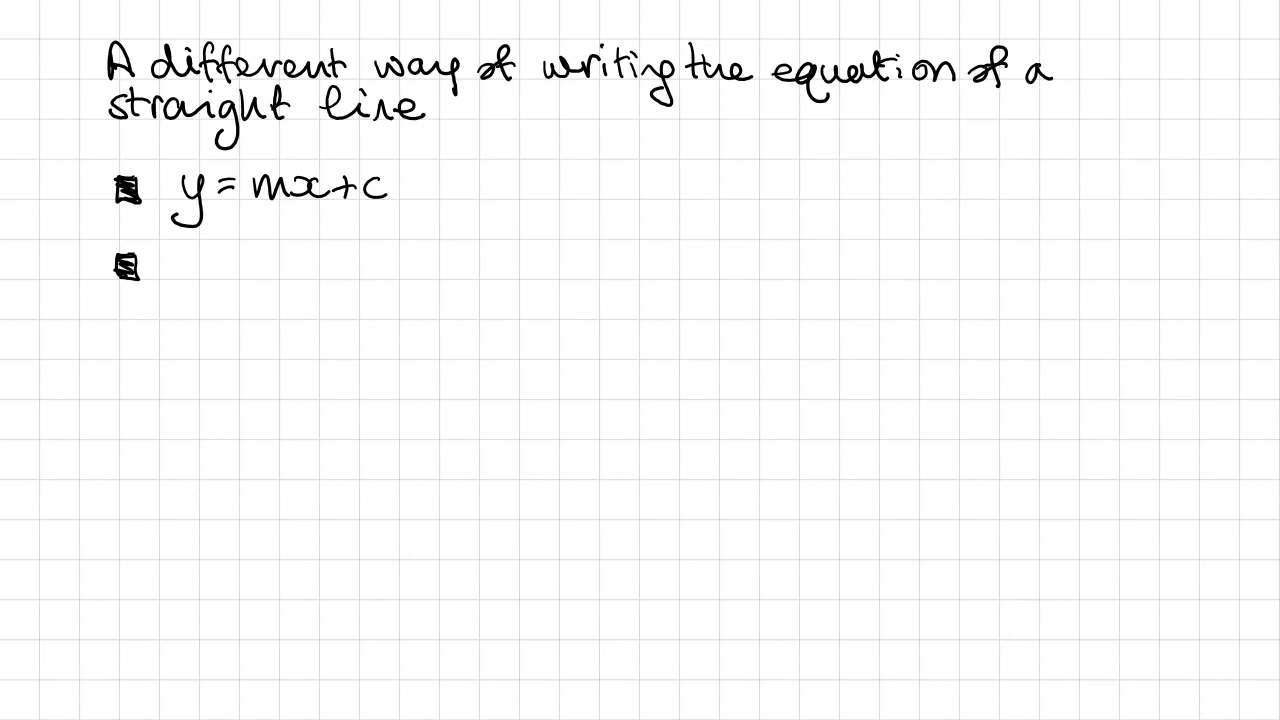 A different way of writing the equation of a
straight line
■ y = mx + c
■